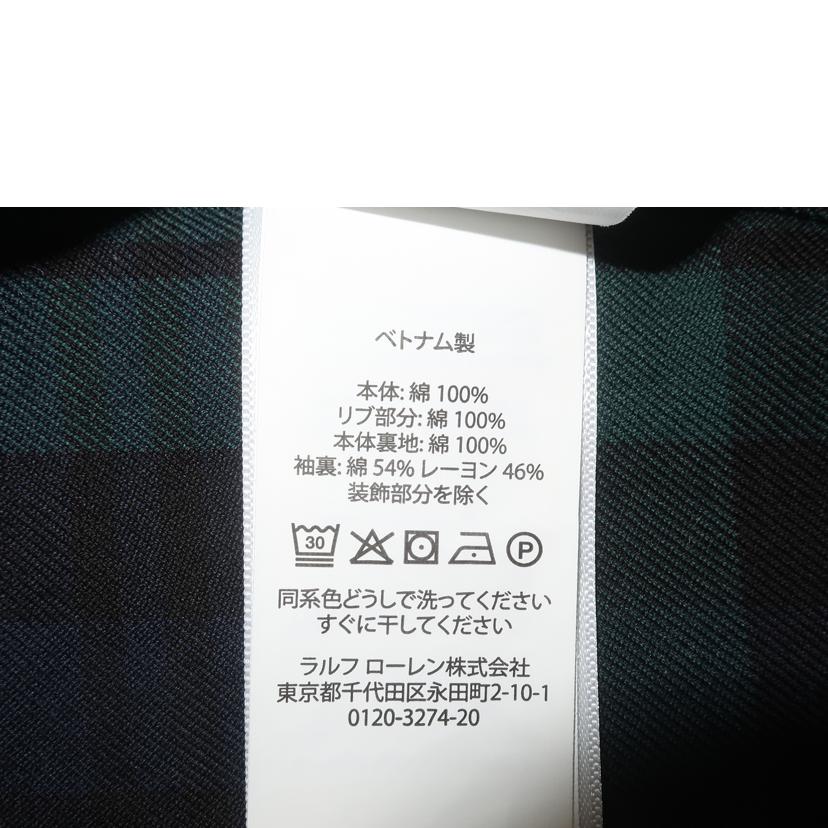 ベトナム製
本体: 綿 100%
リブ部分: 綿 100%
本体裏地: 綿 100%
袖裏: 綿 54% レーヨン 46%
装飾部分を除く
30 P
同系色どうしで洗ってください
すぐに干してください
ラルフ ローレン株式会社
東京都千代田区永田町2-10-1
0120-3274-20